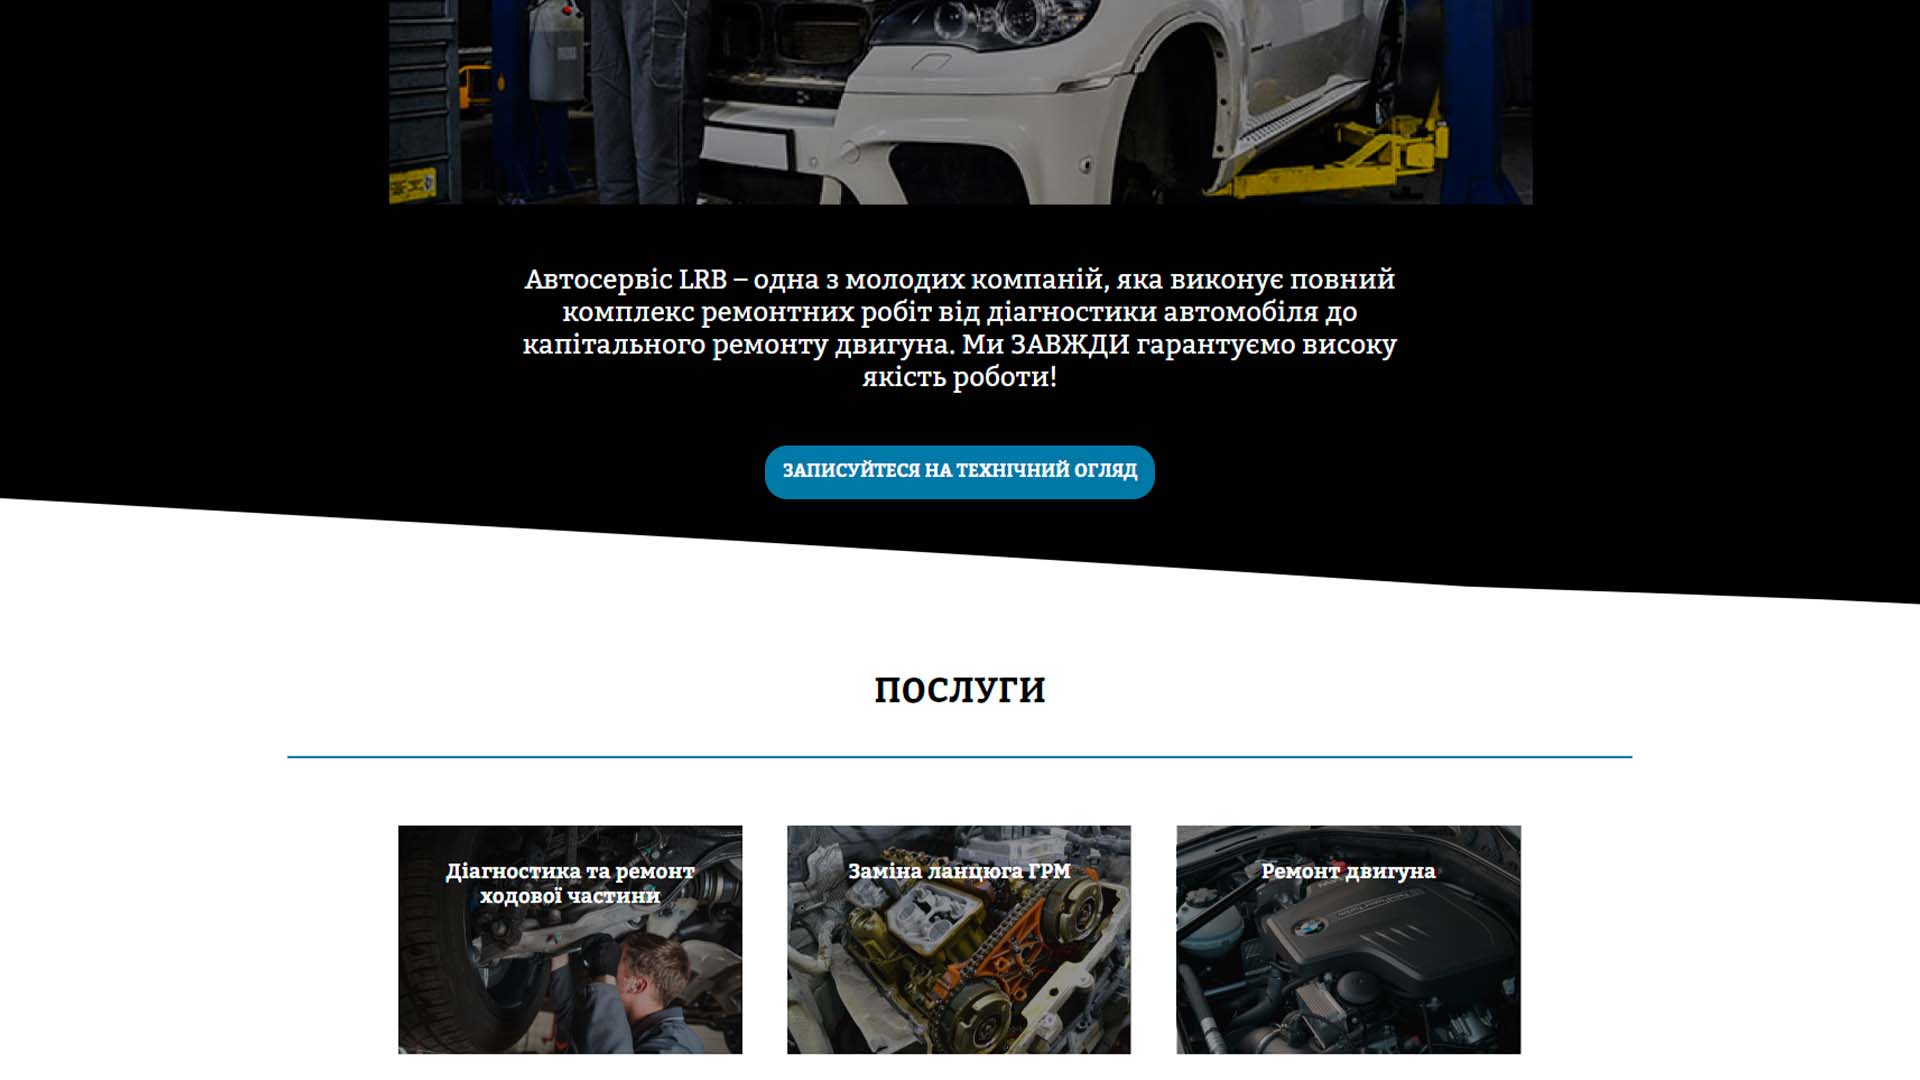 Автосервіс LRB – одна з молодих компаній, яка виконує повний
комплекс ремонтних робіт від діагностики автомобіля до
капітального ремонту двигуна. Ми ЗАВЖДИ гарантуємо високу
якість роботи!
ЗАПИСУЙТЕСЯ НА ТЕХНІЧНИЙ ОГЛЯД
ПОСЛУГИ
Діагностика та ремонт
ходової частини
Заміна ланцюга ГРМ
Ремонт двигуна